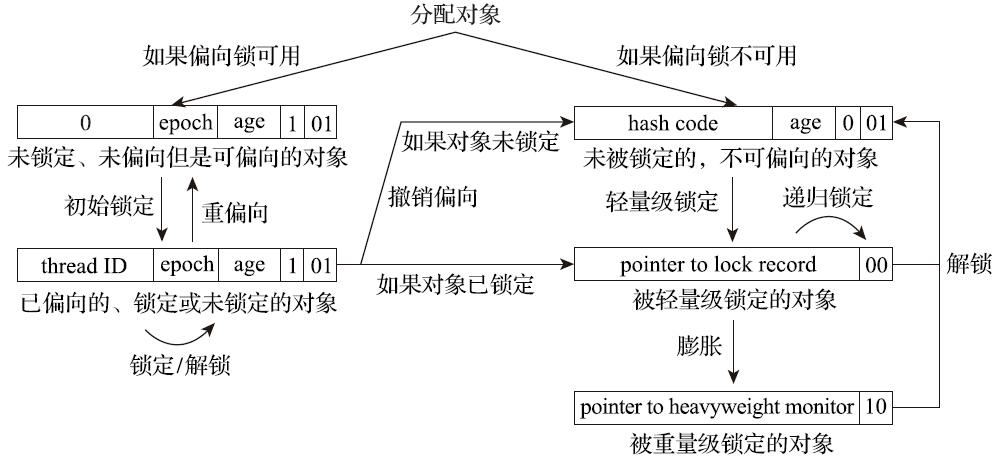 分配对象
如果偏向锁可用
如果偏向锁不可用
0 epoch age 1 01
未锁定、未偏向但是可偏向的对象
初始锁定
重偏向
thread ID epoch age 1 01
已偏向的、锁定或未锁定的对象
锁定/解锁
如果对象未锁定
撤销偏向
如果对象已锁定
hash code age 0 01
未被锁定的，不可偏向的对象
轻量级锁定
递归锁定
pointer to lock record 00
被轻量级锁定的对象
膨胀
pointer to heavyweight monitor 10
被重量级锁定的对象
解锁